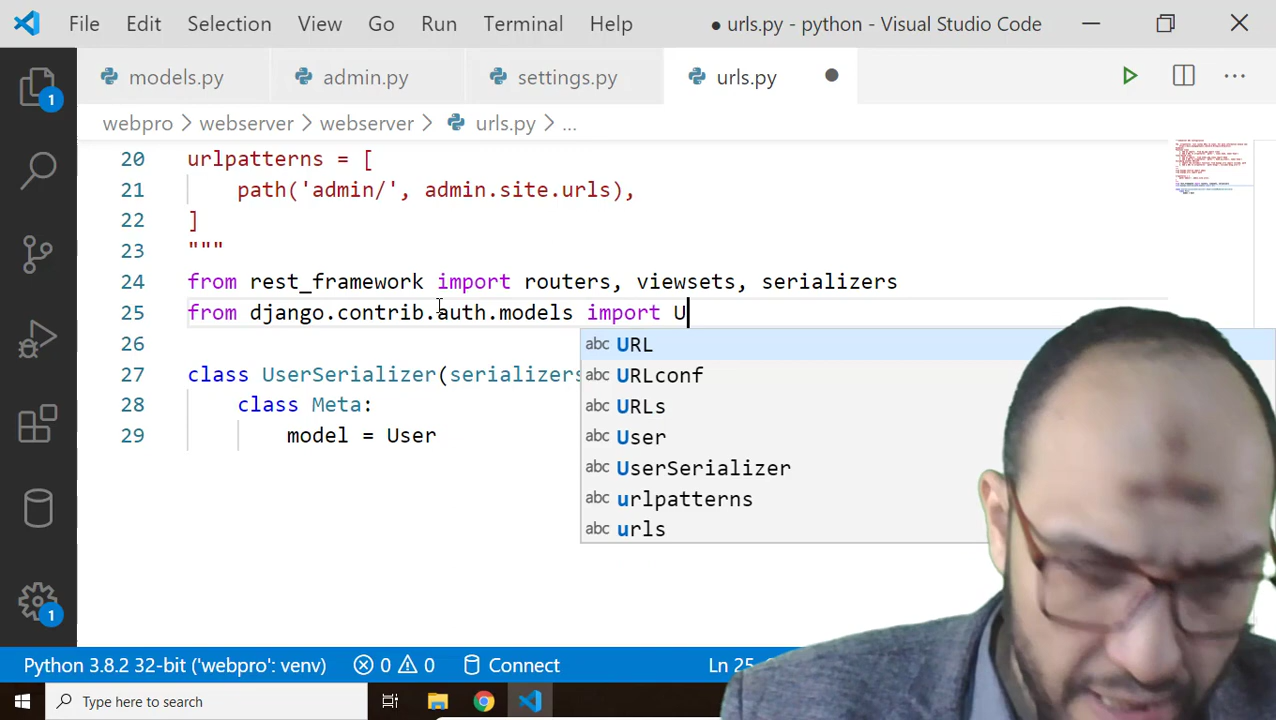 File Edit Selection View Go Run Terminal Help ● urls.py - python - Visual Studio Code
models.py admin.py settings.py urls.py
webpro > webserver > webserver > urls.py > ...
20 urlpatterns = [
21 path('admin/', admin.site.urls),
22 ]
23 """
24 from rest_framework import routers, viewsets, serializers
25 from django.contrib.auth.models import U
26
27 class UserSerializer(serializers
28 class Meta:
29 model = User
abc URL
abc URLconf
abc URLs
abc User
abc UserSerializer
abc urlpatterns
abc urls
1
1
Python 3.8.2 32-bit ('webpro': venv) 0 0 Connect Ln 25,
Type here to search